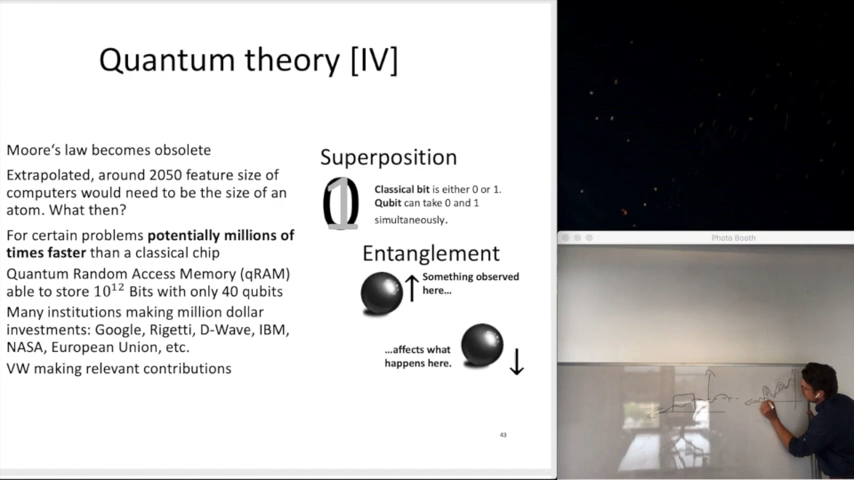 Quantum theory [IV]
Moore‘s law becomes obsolete
Extrapolated, around 2050 feature size of
computers would need to be the size of an
atom. What then?
For certain problems potentially millions of
times faster than a classical chip
Quantum Random Access Memory (qRAM)
able to store 10¹² Bits with only 40 qubits
Many institutions making million dollar
investments: Google, Rigetti, D-Wave, IBM,
NASA, European Union, etc.
VW making relevant contributions
Superposition
0 1
Classical bit is either 0 or 1.
Qubit can take 0 and 1
simultaneously.
Entanglement
Something observed
here…
…affects what
happens here.
43
Photo Booth